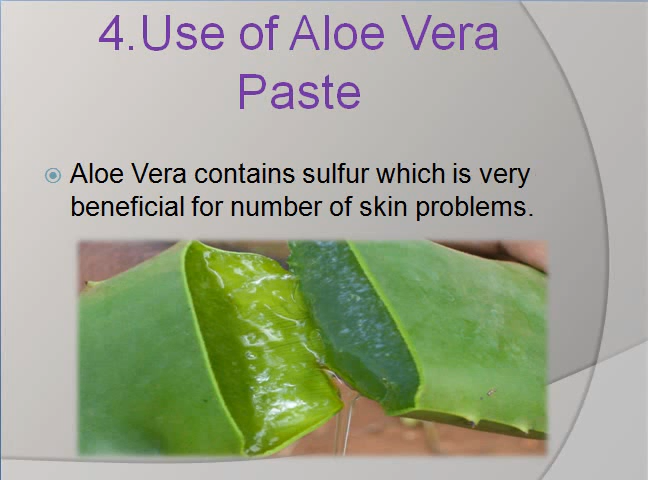 4.Use of Aloe Vera
Paste
Aloe Vera contains sulfur which is very
beneficial for number of skin problems.